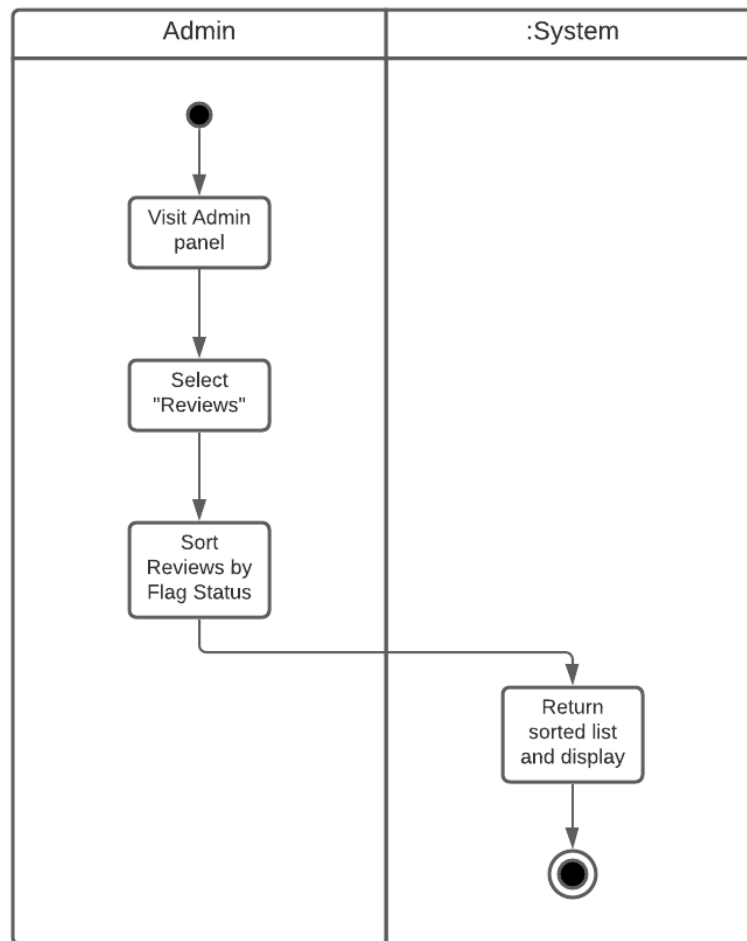 Admin
:System
Visit Admin
panel
Select
"Reviews"
Sort
Reviews by
Flag Status
Return
sorted list
and display